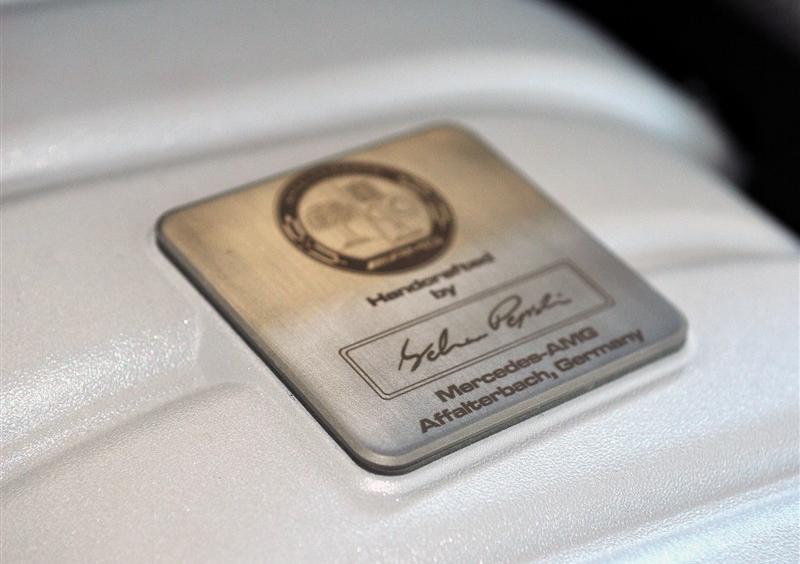 Handcrafted
by
Mercedes-AMG
Affalterbach, Germany